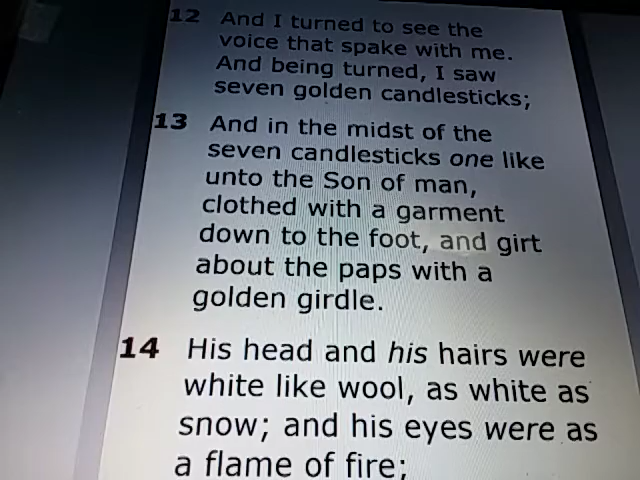 12 And I turned to see the
voice that spake with me.
And being turned, I saw
seven golden candlesticks;
13 And in the midst of the
seven candlesticks one like
unto the Son of man,
clothed with a garment
down to the foot, and girt
about the paps with a
golden girdle.
14 His head and his hairs were
white like wool, as white as
snow; and his eyes were as
a flame of fire;